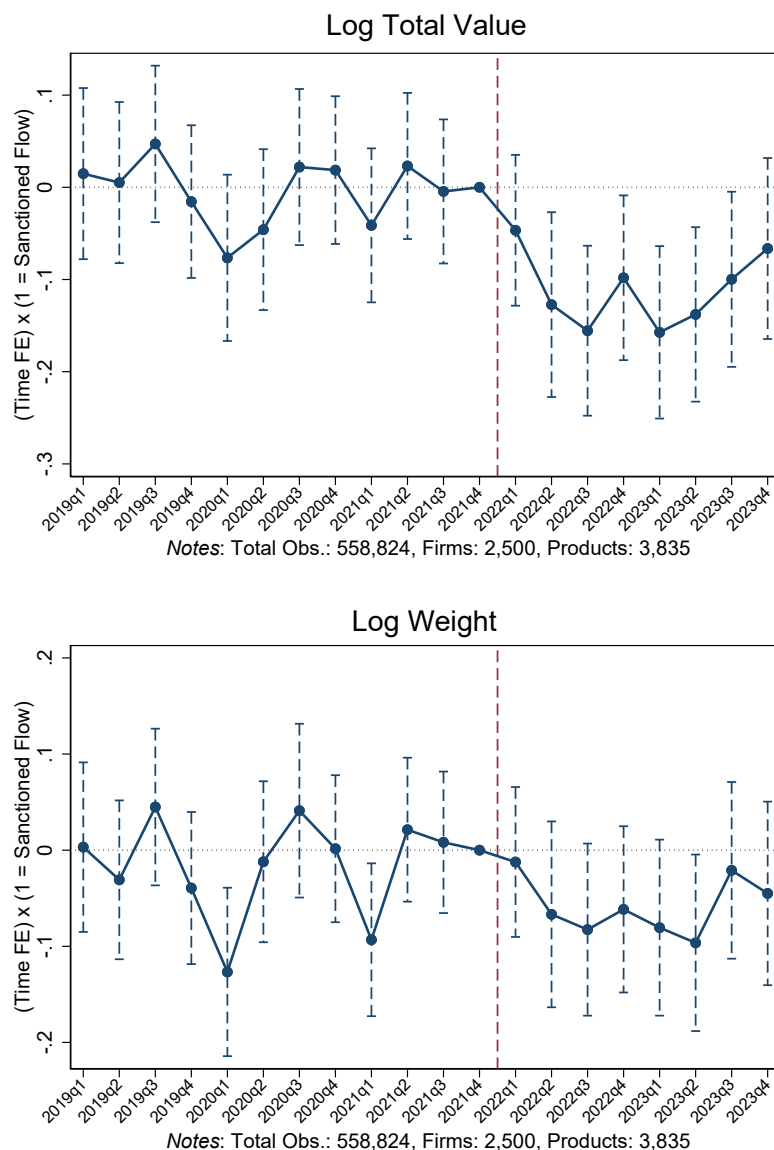 Log Total Value
(Time FE) x (1 = Sanctioned Flow)
.1
0
-.1
-.2
-.3
2019q1
2019q2
2019q3
2019q4
2020q1
2020q2
2020q3
2020q4
2021q1
2021q2
2021q3
2021q4
2022q1
2022q2
2022q3
2022q4
2023q1
2023q2
2023q3
2023q4
Notes: Total Obs.: 558,824, Firms: 2,500, Products: 3,835
Log Weight
(Time FE) x (1 = Sanctioned Flow)
.2
.1
0
-.1
-.2
2019q1
2019q2
2019q3
2019q4
2020q1
2020q2
2020q3
2020q4
2021q1
2021q2
2021q3
2021q4
2022q1
2022q2
2022q3
2022q4
2023q1
2023q2
2023q3
2023q4
Notes: Total Obs.: 558,824, Firms: 2,500, Products: 3,835